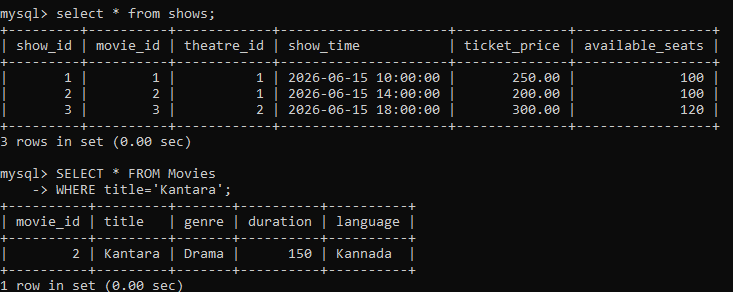 mysql> select * from shows;
+---------+----------+------------+---------------------+--------------+-----------------+
| show_id | movie_id | theatre_id | show_time           | ticket_price | available_seats |
+---------+----------+------------+---------------------+--------------+-----------------+
|       1 |        1 |          1 | 2026-06-15 10:00:00 |       250.00 |             100 |
|       2 |        2 |          1 | 2026-06-15 14:00:00 |       200.00 |             100 |
|       3 |        3 |          2 | 2026-06-15 18:00:00 |       300.00 |             120 |
+---------+----------+------------+---------------------+--------------+-----------------+
3 rows in set (0.00 sec)

mysql> SELECT * FROM Movies
    -> WHERE title='Kantara';
+----------+---------+-------+----------+----------+
| movie_id | title   | genre | duration | language |
+----------+---------+-------+----------+----------+
|        2 | Kantara | Drama |      150 | Kannada  |
+----------+---------+-------+----------+----------+
1 row in set (0.00 sec)